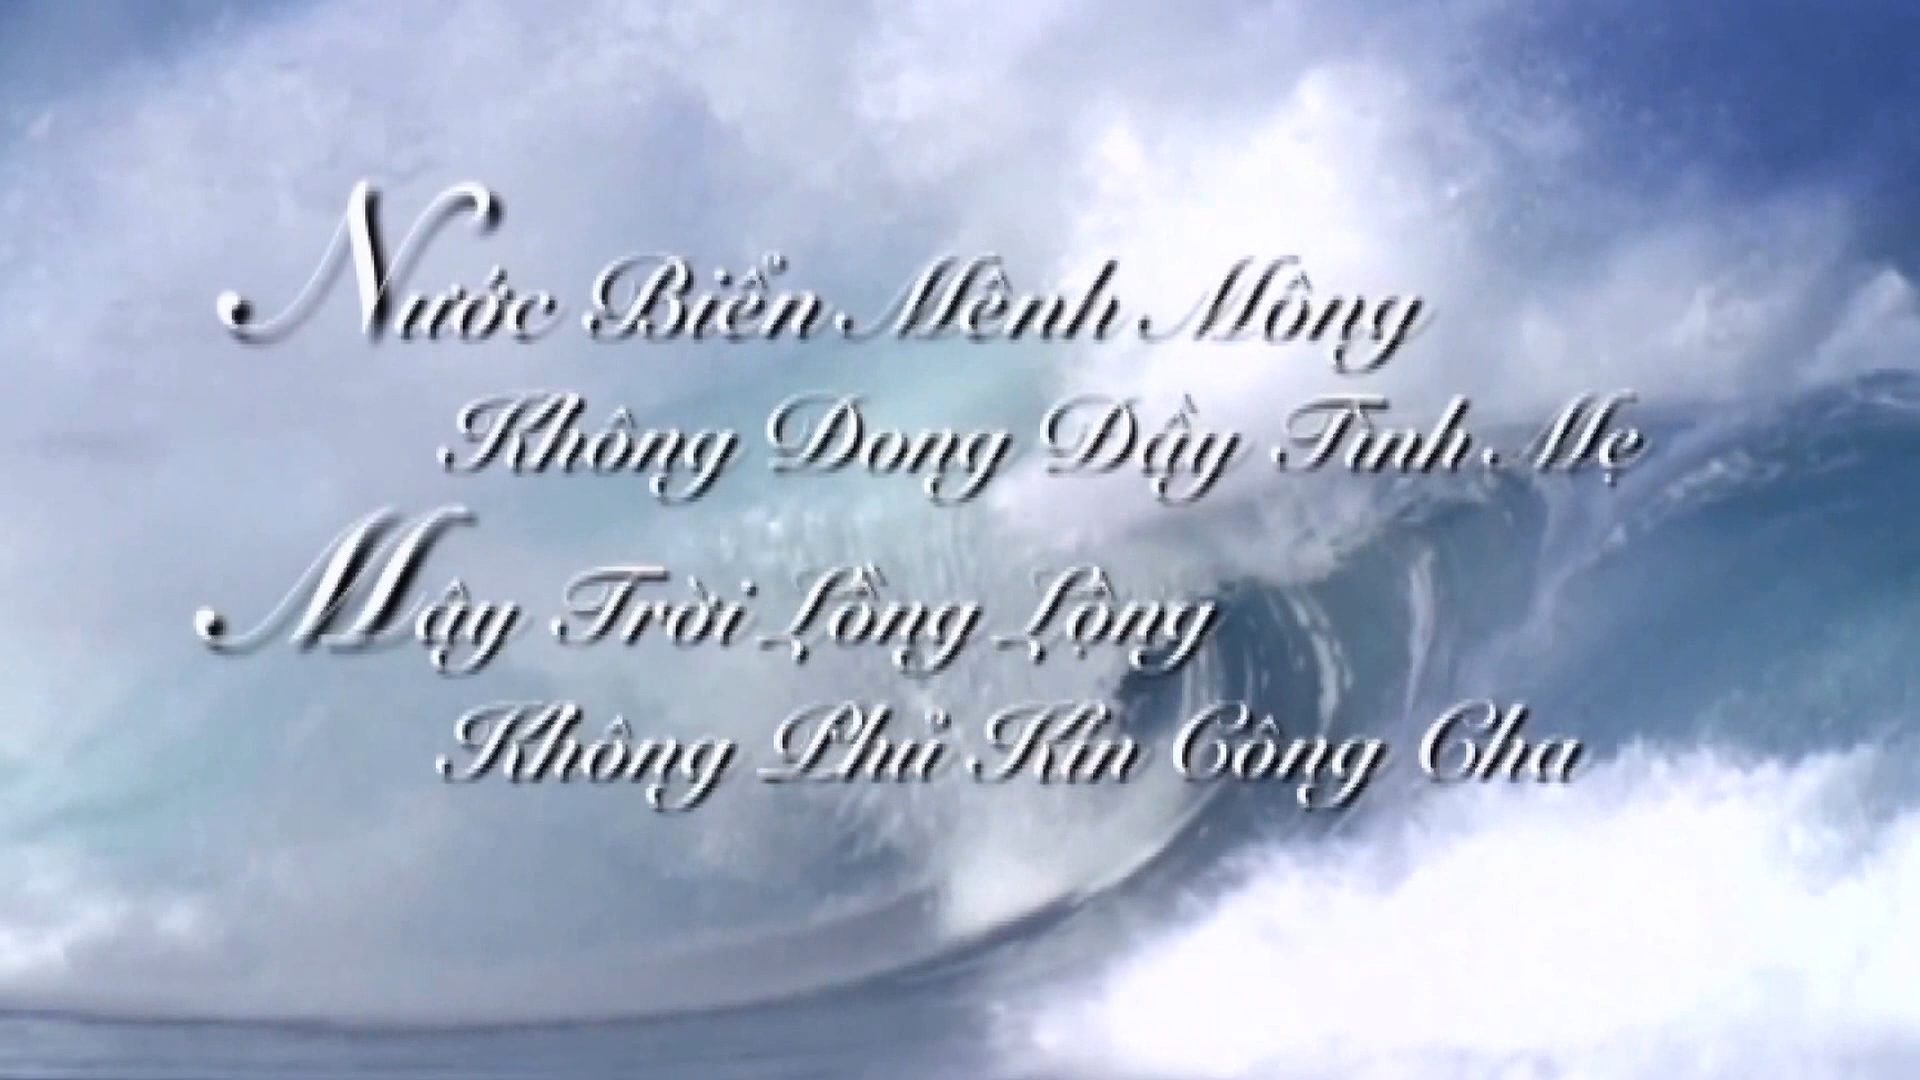 Nước Biển Mênh Mông
Không Đong Đầy Tình Mẹ
Mây Trời Lồng Lộng
Không Phủ Kín Công Cha